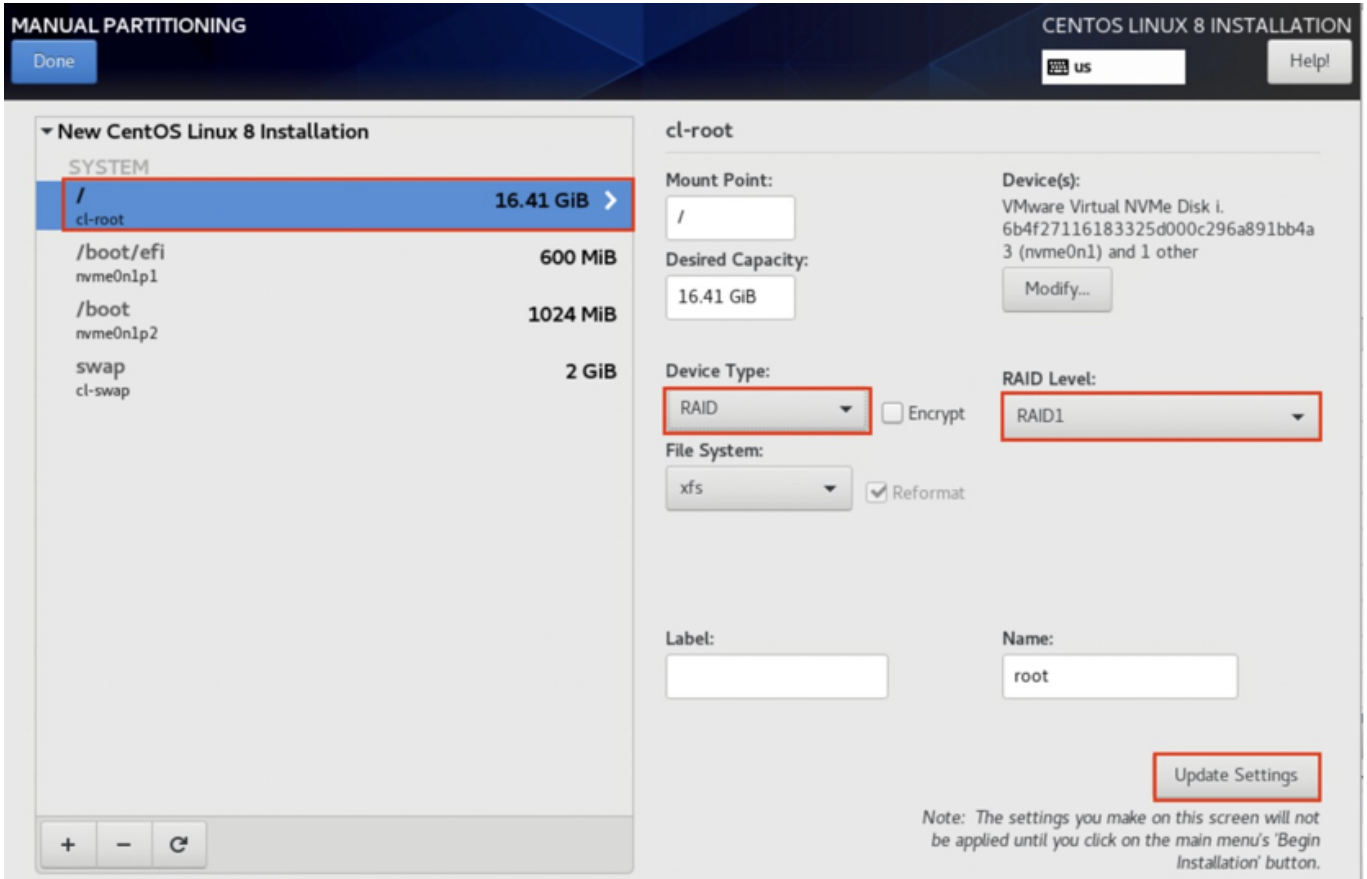 MANUAL PARTITIONING
CENTOS LINUX 8 INSTALLATION
Done
us
Help!
New CentOS Linux 8 Installation
SYSTEM
/
16.41 GiB
cl-root
/boot/efi
600 MiB
nvme0n1p1
/boot
1024 MiB
nvme0n1p2
swap
2 GiB
cl-swap
cl-root
Mount Point:
/
Desired Capacity:
16.41 GiB
Device(s):
VMware Virtual NVMe Disk i.
6b4f27116183325d000c296a891bb4a
3 (nvme0n1) and 1 other
Modify...
Device Type:
RAID
Encrypt
RAID Level:
RAID1
File System:
xfs
Reformat
Label:
Name:
root
Update Settings
Note: The settings you make on this screen will not
be applied until you click on the main menu's 'Begin
Installation' button.